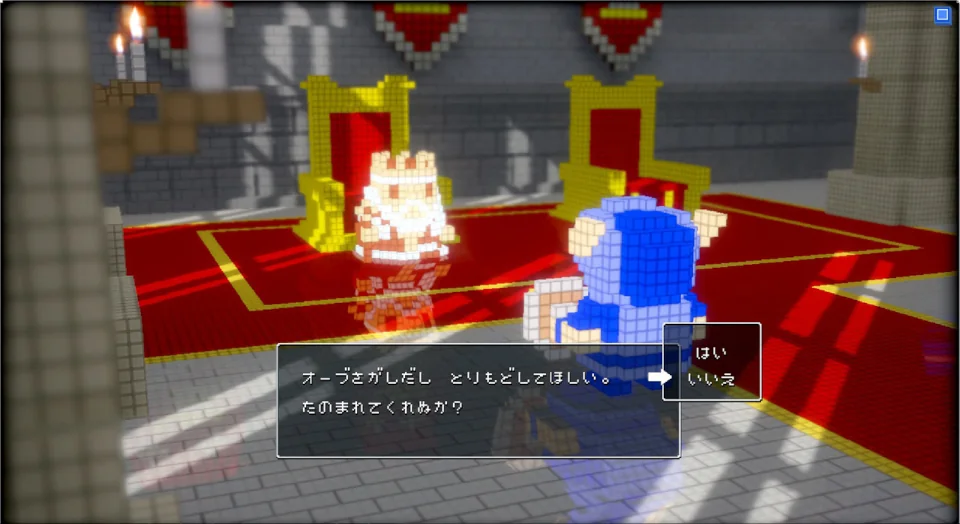 オーブさがしだし とりもどしてほしい。
たのまれてくれぬか？
はい
いいえ